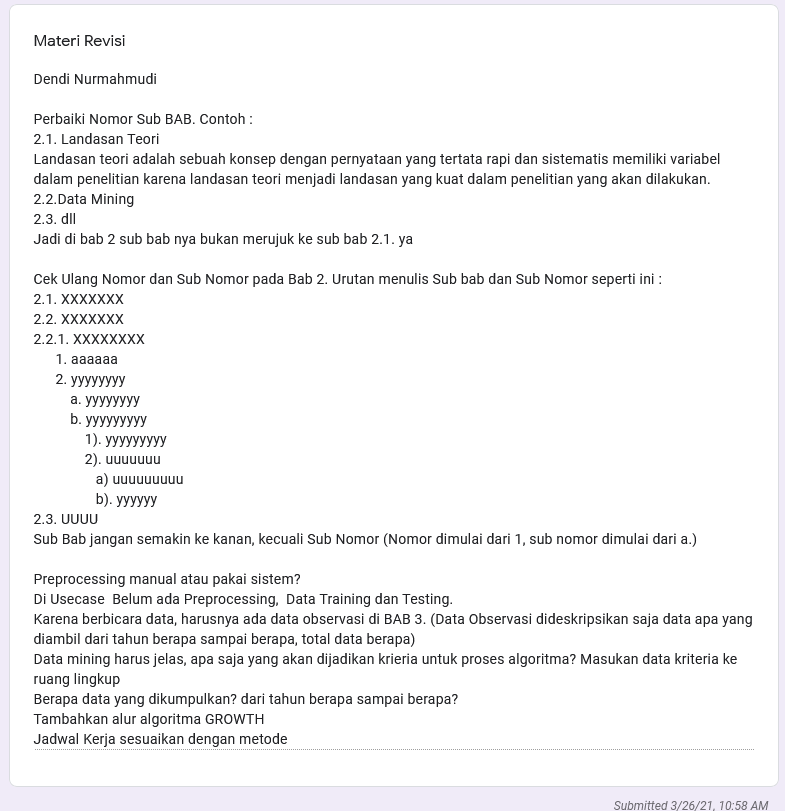 Materi Revisi
Dendi Nurmahmudi
Perbaiki Nomor Sub BAB. Contoh :
2.1. Landasan Teori
Landasan teori adalah sebuah konsep dengan pernyataan yang tertata rapi dan sistematis memiliki variabel
dalam penelitian karena landasan teori menjadi landasan yang kuat dalam penelitian yang akan dilakukan.
2.2.Data Mining
2.3. dll
Jadi di bab 2 sub bab nya bukan merujuk ke sub bab 2.1. ya
Cek Ulang Nomor dan Sub Nomor pada Bab 2. Urutan menulis Sub bab dan Sub Nomor seperti ini :
2.1. XXXXXXX
2.2. XXXXXXX
2.2.1. XXXXXXXX
1. aaaaaa
2. yyyyyyyy
a. yyyyyyyy
b. yyyyyyyyy
1). yyyyyyyyy
2). uuuuuuu
a) uuuuuuuuu
b). yyyyyy
2.3. UUUU
Sub Bab jangan semakin ke kanan, kecuali Sub Nomor (Nomor dimulai dari 1, sub nomor dimulai dari a.)
Preprocessing manual atau pakai sistem?
Di Usecase  Belum ada Preprocessing,  Data Training dan Testing.
Karena berbicara data, harusnya ada data observasi di BAB 3. (Data Observasi dideskripsikan saja data apa yang
diambil dari tahun berapa sampai berapa, total data berapa)
Data mining harus jelas, apa saja yang akan dijadikan krieria untuk proses algoritma? Masukan data kriteria ke
ruang lingkup
Berapa data yang dikumpulkan? dari tahun berapa sampai berapa?
Tambahkan alur algoritma GROWTH
Jadwal Kerja sesuaikan dengan metode
Submitted 3/26/21, 10:58 AM